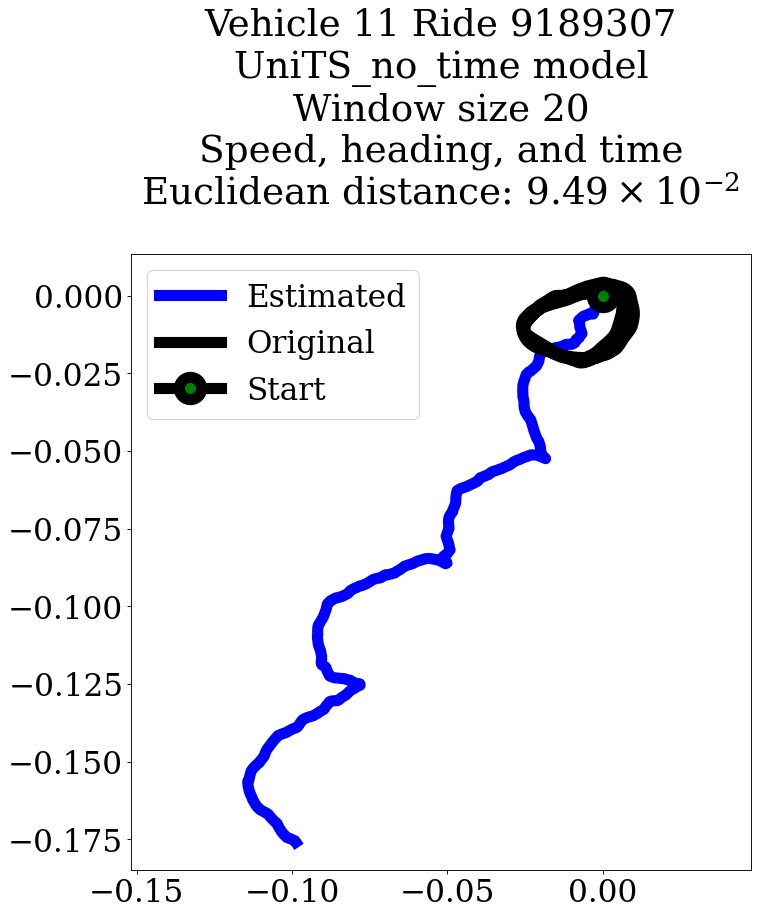 Vehicle 11 Ride 9189307
UniTS_no_time model
Window size 20
Speed, heading, and time
Euclidean distance: 9.49 × 10⁻²
Estimated
Original
Start
0.000
−0.025
−0.050
−0.075
−0.100
−0.125
−0.150
−0.175
−0.15 −0.10 −0.05 0.00